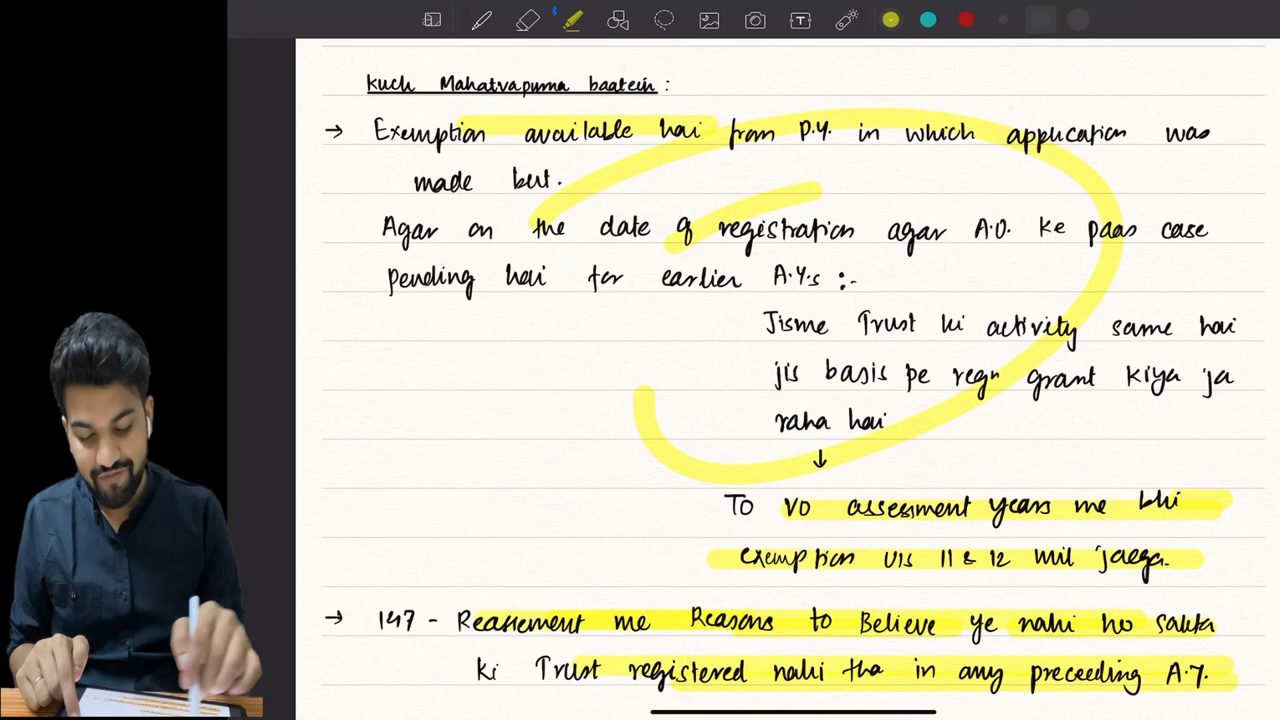 Kuch Mahatvapurna baatein :
→ Exemption available hai from P.Y. in which application was
made but.
Agar on the date of registration agar A.O. ke paas case
pending hai for earlier A.Y.s :-
Jisme Trust ki activity same hai
jis basis pe regn grant kiya ja
raha hai
↓
To vo assessment years me bhi
exemption u/s 11 & 12 mil jaega.
→ 147 - Reassement me Reasons to Believe ye nahi ho sakta
ki Trust registered nahi tha in any preceeding A.Y.